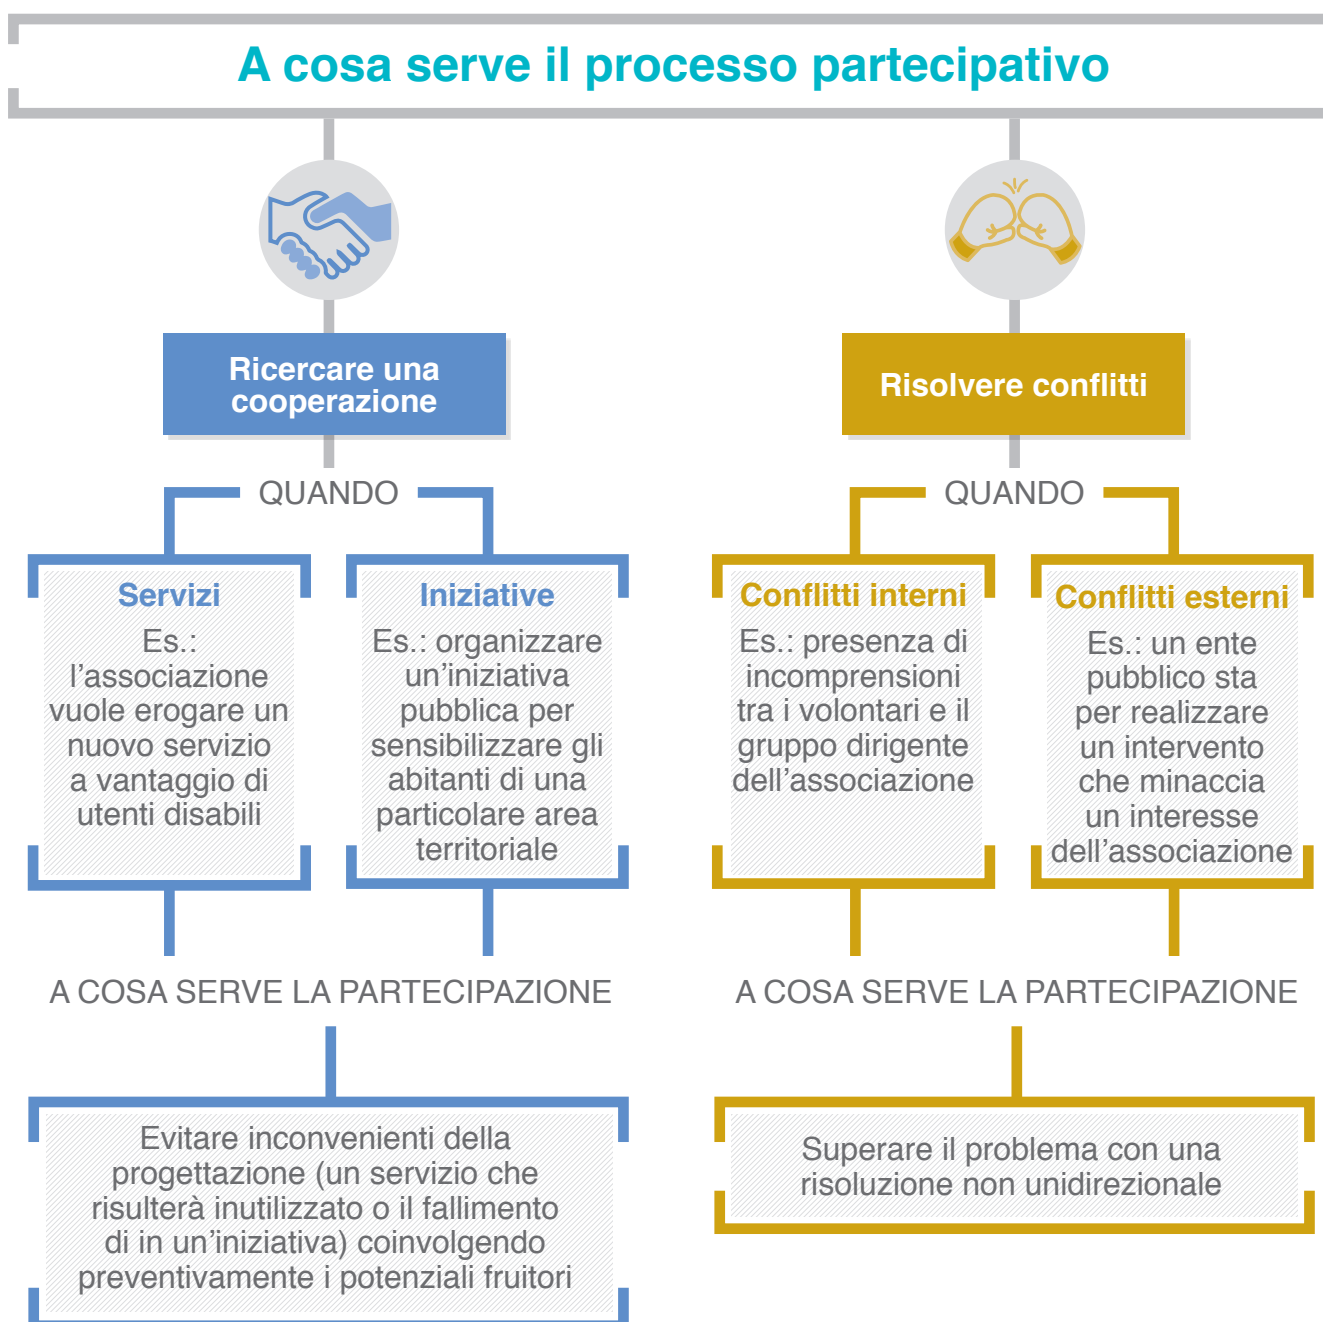 A cosa serve il processo partecipativo
Ricercare una
cooperazione
QUANDO
Servizi
Es.:
l’associazione
vuole erogare un
nuovo servizio
a vantaggio di
utenti disabili
Iniziative
Es.: organizzare
un’iniziativa
pubblica per
sensibilizzare gli
abitanti di una
particolare area
territoriale
A COSA SERVE LA PARTECIPAZIONE
Evitare inconvenienti della
progettazione (un servizio che
risulterà inutilizzato o il fallimento
di in un’iniziativa) coinvolgendo
preventivamente i potenziali fruitori
Risolvere conflitti
QUANDO
Conflitti interni
Es.: presenza di
incomprensioni
tra i volontari e il
gruppo dirigente
dell’associazione
Conflitti esterni
Es.: un ente
pubblico sta
per realizzare
un intervento
che minaccia
un interesse
dell’associazione
A COSA SERVE LA PARTECIPAZIONE
Superare il problema con una
risoluzione non unidirezionale